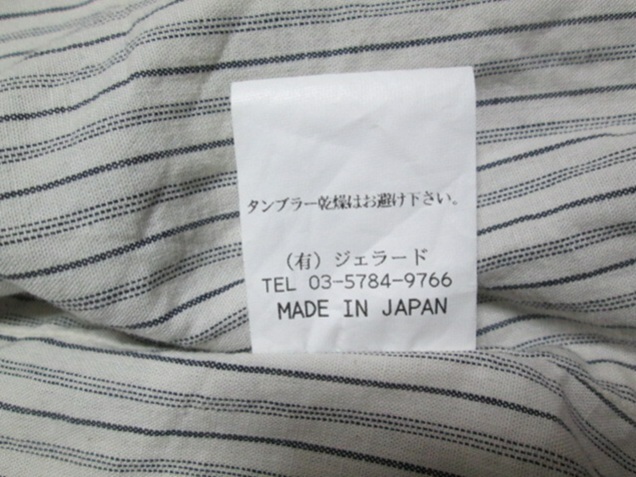 タンブラー乾燥はお避け下さい。
（有）ジェラード
TEL 03-5784-9766
MADE IN JAPAN